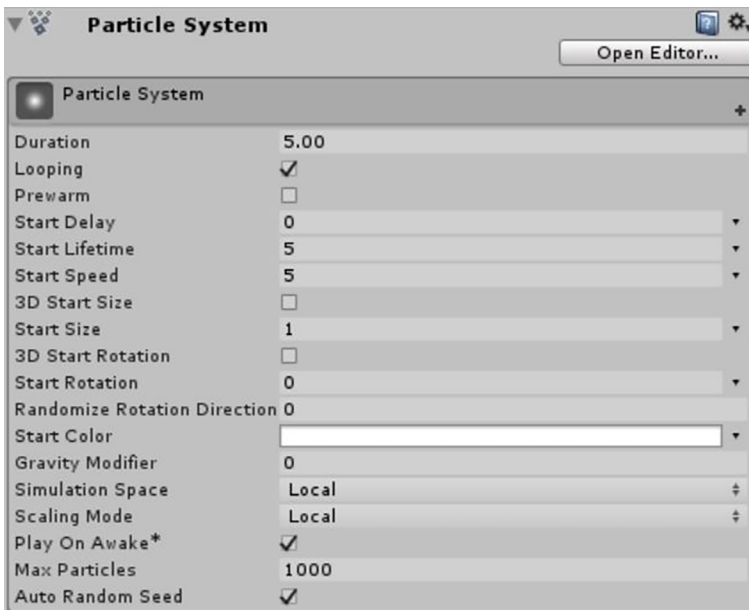 Particle System
Open Editor...
Particle System
Duration 5.00
Looping
Prewarm
Start Delay 0
Start Lifetime 5
Start Speed 5
3D Start Size
Start Size 1
3D Start Rotation
Start Rotation 0
Randomize Rotation Direction 0
Start Color
Gravity Modifier 0
Simulation Space Local
Scaling Mode Local
Play On Awake*
Max Particles 1000
Auto Random Seed